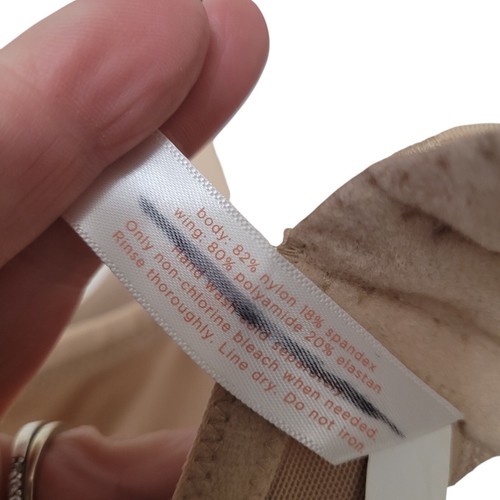 body: 82% nylon 18% spandex
wing: 80% polyamide 20% elastan
Hand wash and separately.
Only non-chlorine bleach when needed.
Rinse thoroughly. Line dry. Do not iron.